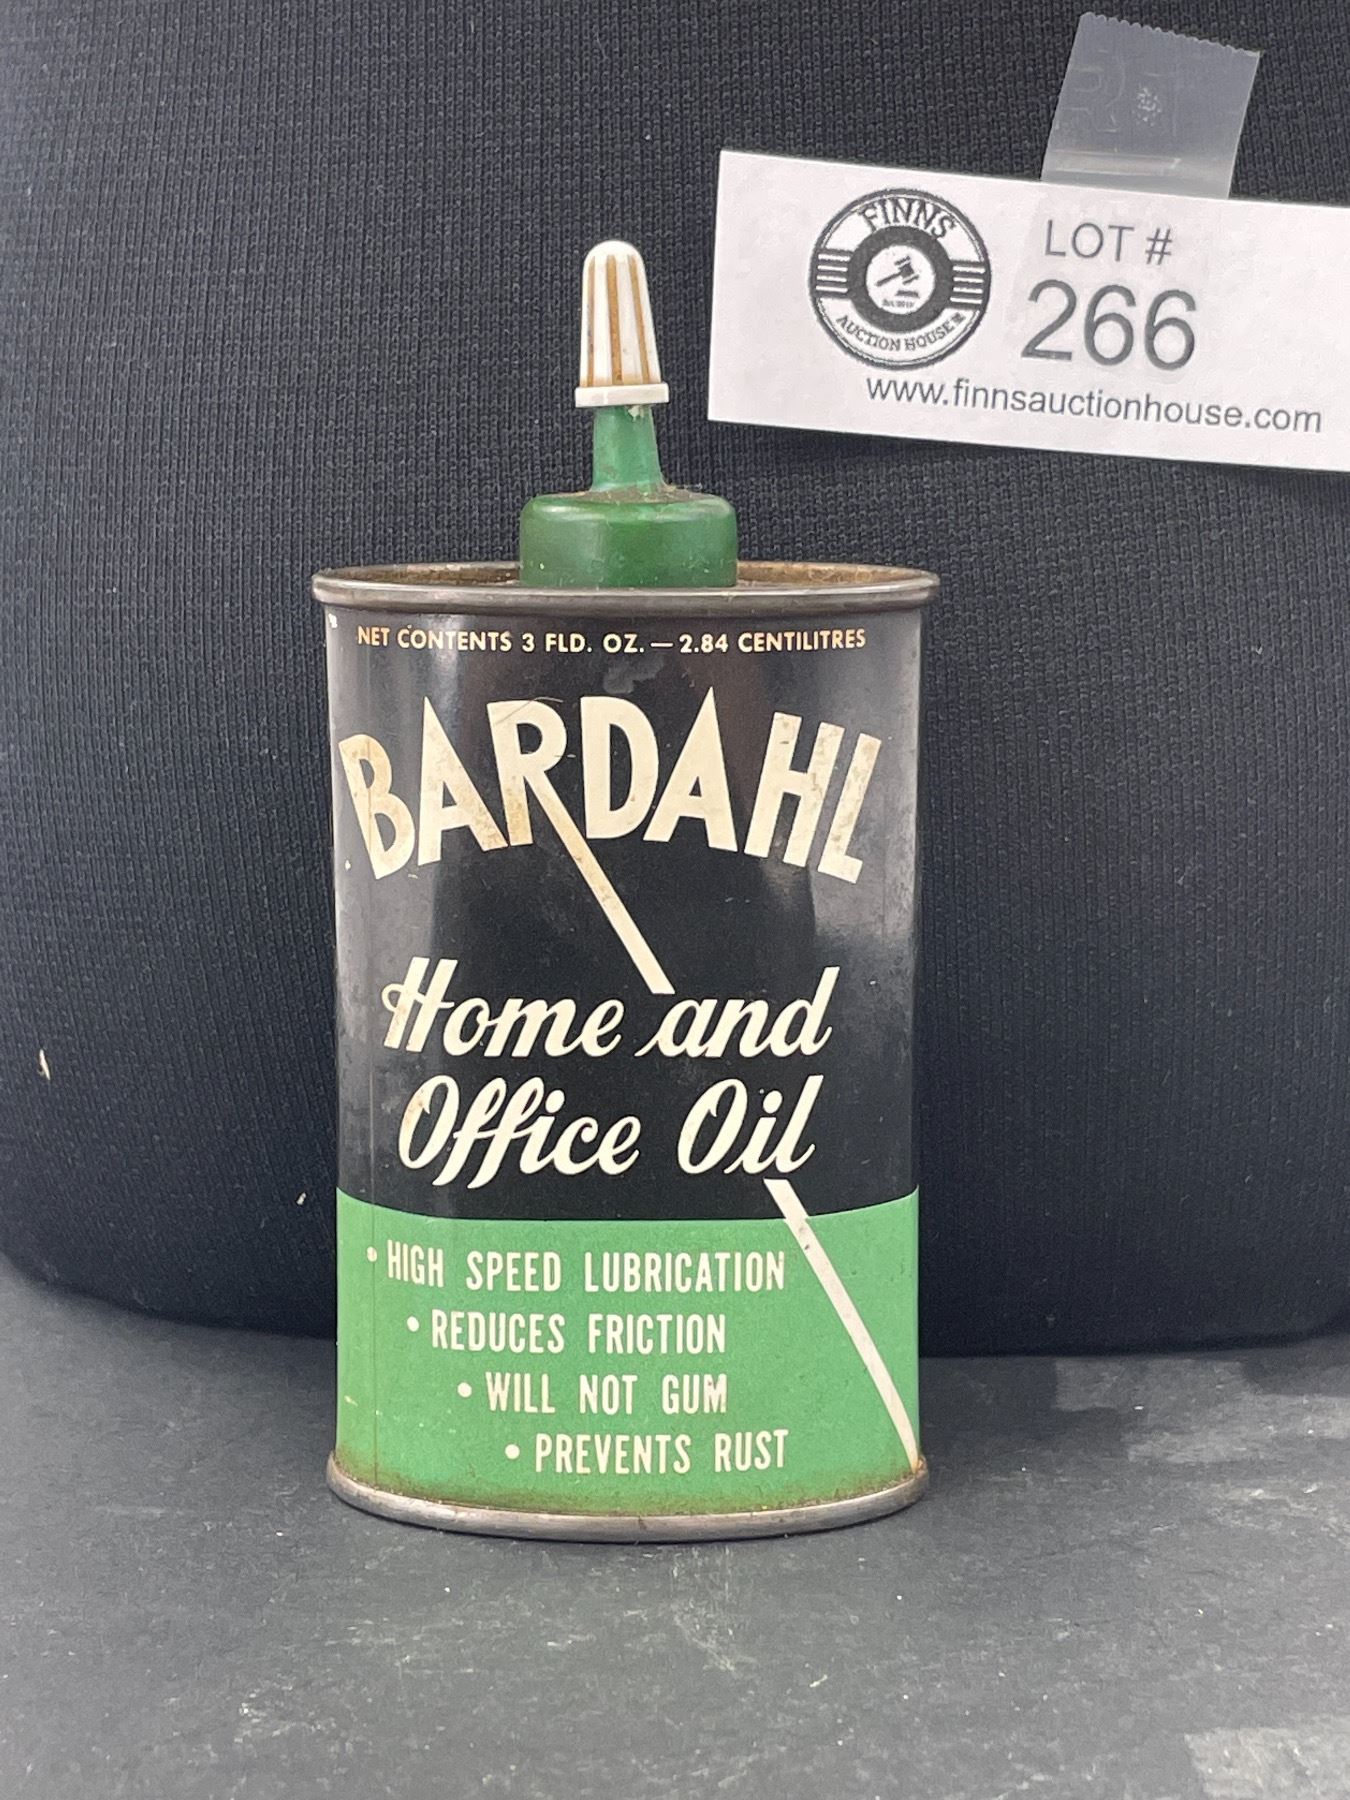 FINNS
AUCTION HOUSE
LOT #
266
www.finnsauctionhouse.com
NET CONTENTS 3 FLD. OZ. — 2.84 CENTILITRES
BARDAHL
Home and
Office Oil
• HIGH SPEED LUBRICATION
• REDUCES FRICTION
• WILL NOT GUM
• PREVENTS RUST